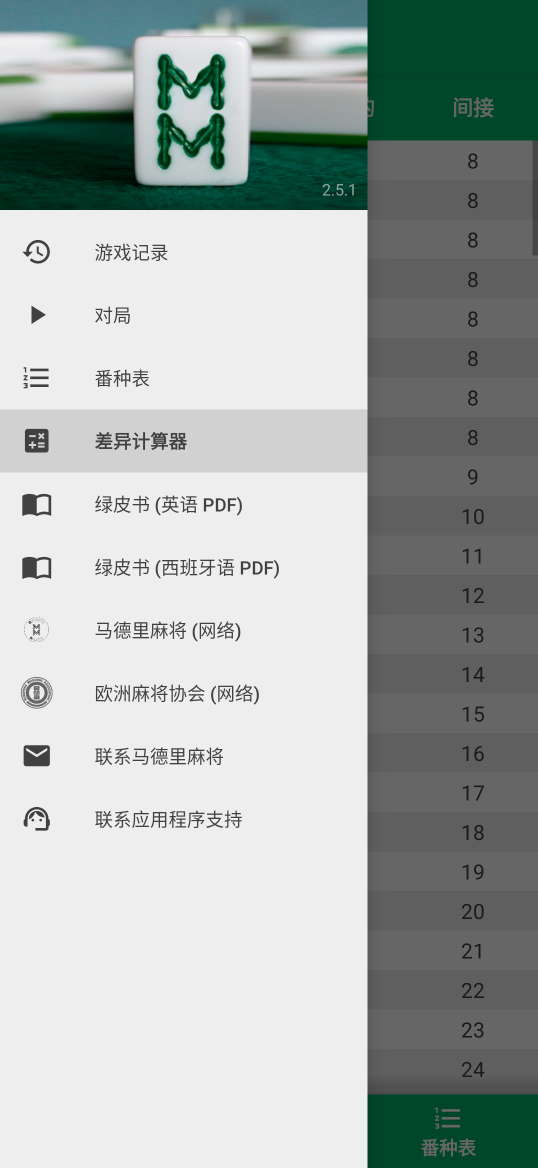 M
M
2.5.1
游戏记录
对局
番种表
差异计算器
绿皮书 (英语 PDF)
绿皮书 (西班牙语 PDF)
马德里麻将 (网络)
欧洲麻将协会 (网络)
联系马德里麻将
联系应用程序支持
间接
8
8
8
8
8
8
8
8
9
10
11
12
13
14
15
16
17
18
19
20
21
22
23
24
番种表